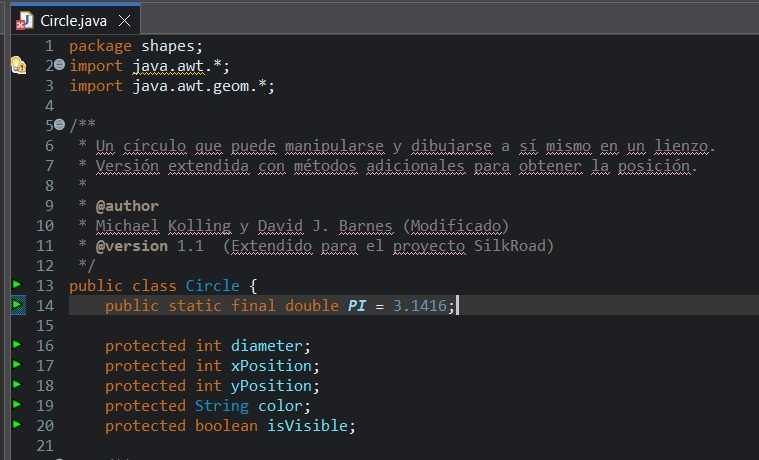 Circle.java
1 package shapes;
2 import java.awt.*;
3 import java.awt.geom.*;
4
5 /**
6 * Un círculo que puede manipularse y dibujarse a sí mismo en un lienzo.
7 * Versión extendida con métodos adicionales para obtener la posición.
8 *
9 * @author
10 * Michael Kolling y David J. Barnes (Modificado)
11 * @version 1.1  (Extendido para el proyecto SilkRoad)
12 */
13 public class Circle {
14 public static final double PI = 3.1416;
15
16 protected int diameter;
17 protected int xPosition;
18 protected int yPosition;
19 protected String color;
20 protected boolean isVisible;
21